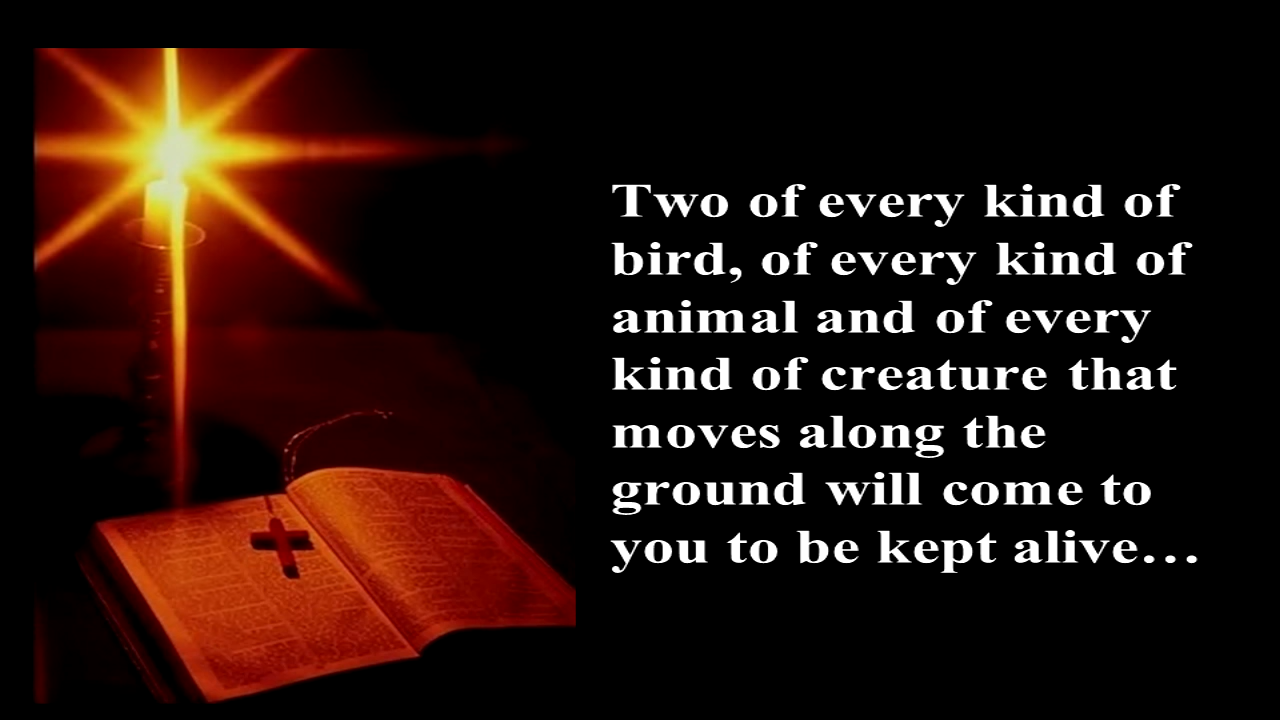 Two of every kind of
bird, of every kind of
animal and of every
kind of creature that
moves along the
ground will come to
you to be kept alive…